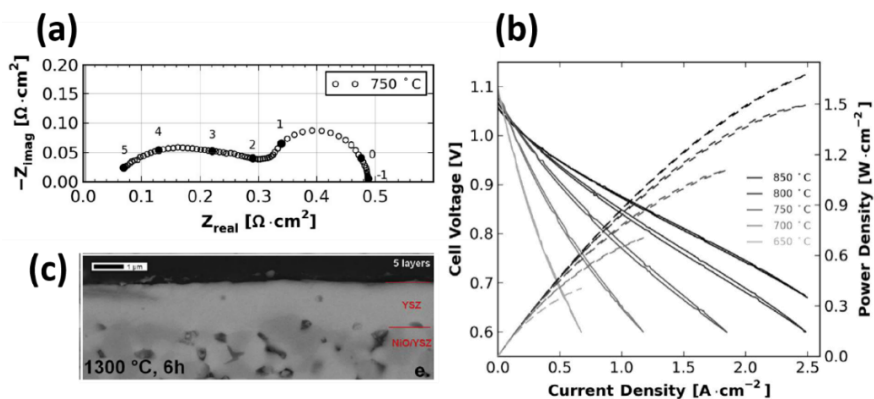 (a)
0.20
0.15
0.10
0.05
0.00
-Z_imag [Ω·cm²]
750 °C
5
4
3
2
1
0
-1
0.0 0.1 0.2 0.3 0.4 0.5
Z_real [Ω·cm²]
(b)
1.1
1.0
0.9
0.8
0.7
0.6
Cell Voltage [V]
850 °C
800 °C
750 °C
700 °C
650 °C
1.5
1.2
0.9
0.6
0.3
0.0
Power Density [W·cm⁻²]
0.0 0.5 1.0 1.5 2.0 2.5
Current Density [A·cm⁻²]
(c)
1 µm
5 layers
YSZ
NiO/YSZ
1300 °C, 6h
e.